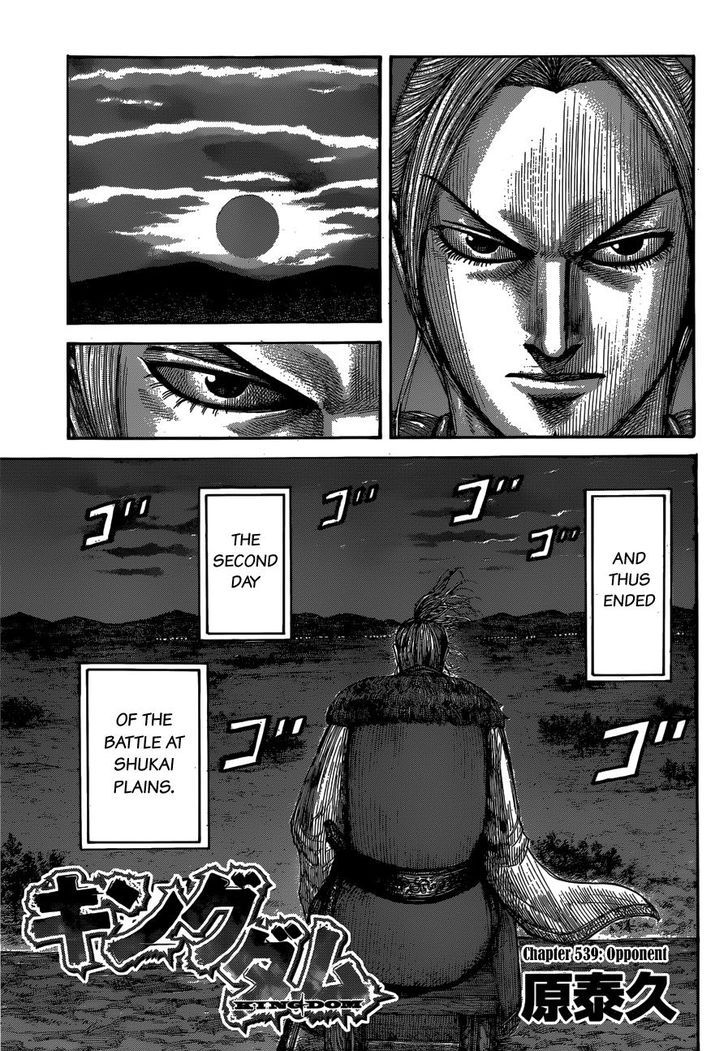 AND
THUS
ENDED
THE
SECOND
DAY
OF THE
BATTLE AT
SHUKAI
PLAINS.
ゴ
ゴ
ゴ
ゴ
ゴ
ゴ
キングダム
KINGDOM
Chapter 539: Opponent
原泰久